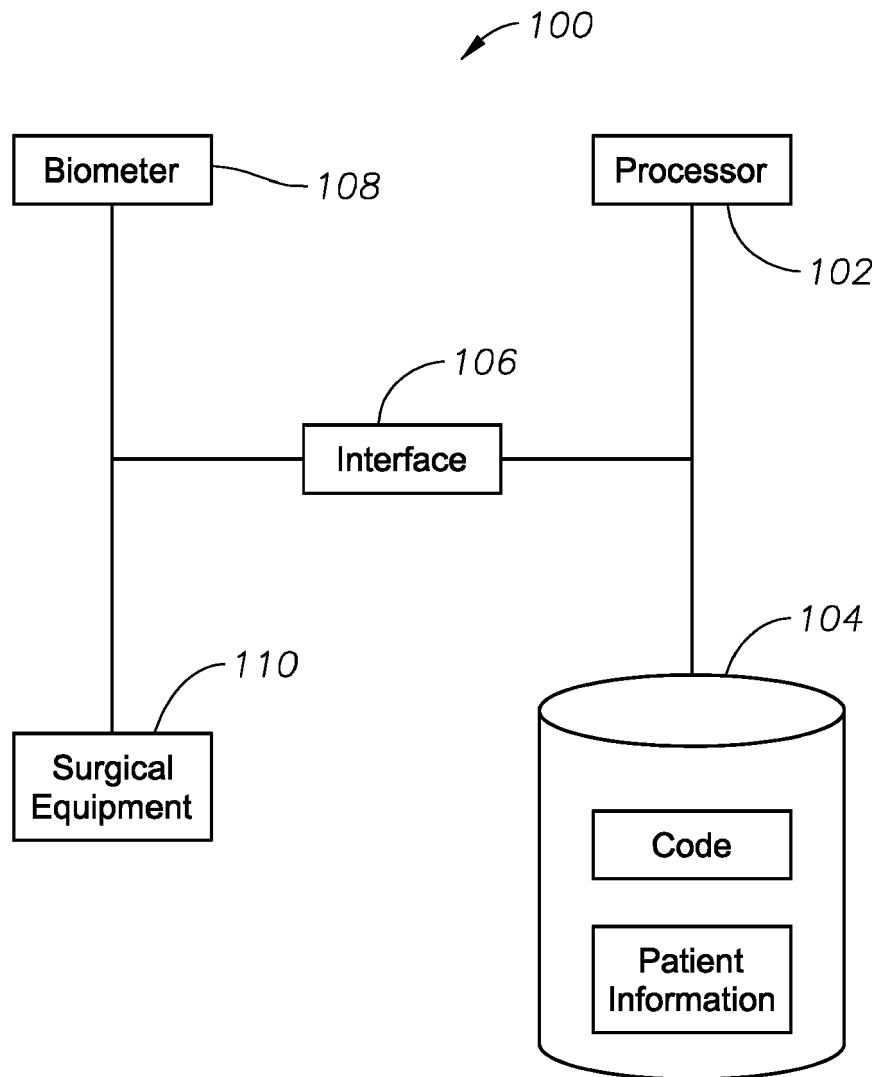 100
Biometer
108
Processor
102
106
Interface
104
110
Surgical
Equipment
Code
Patient
Information